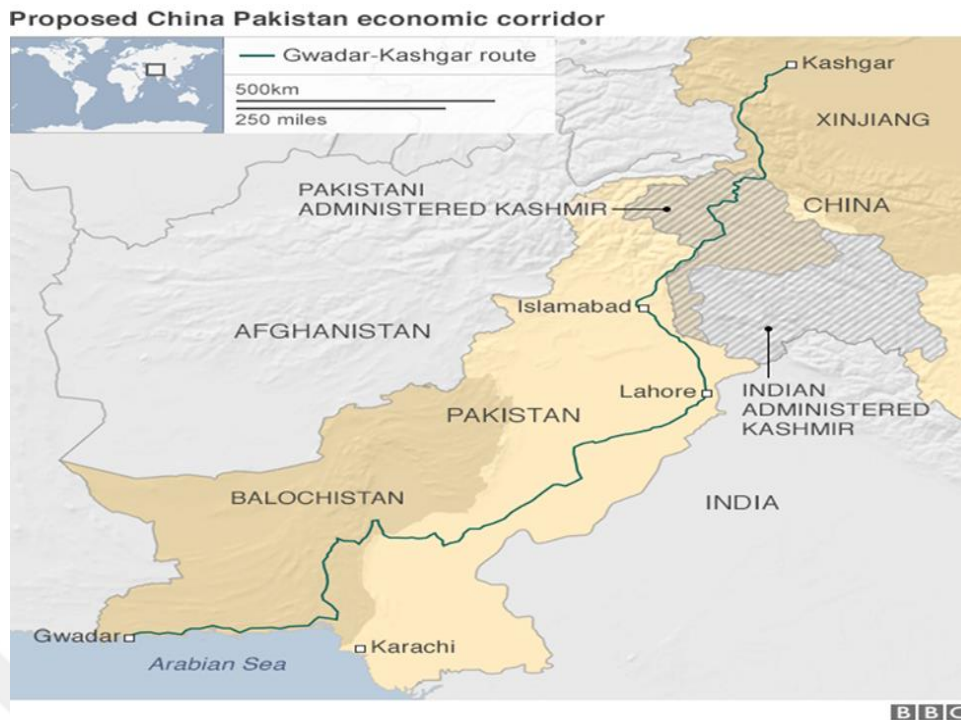 Proposed China Pakistan economic corridor
Gwadar-Kashgar route
500km
250 miles
Kashgar
XINJIANG
PAKISTANI
ADMINISTERED KASHMIR
CHINA
Islamabad
AFGHANISTAN
Lahore
INDIAN
ADMINISTERED
KASHMIR
PAKISTAN
BALOCHISTAN
INDIA
Gwadar
Karachi
Arabian Sea
BBC